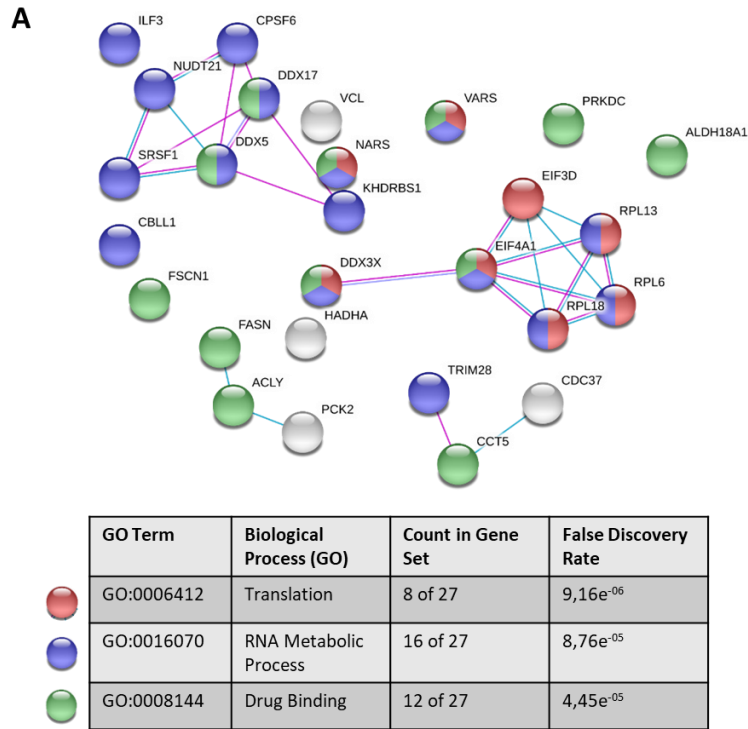 A
ILF3
CPSF6
NUDT21
DDX17
VCL
VARS
PRKDC
ALDH18A1
DDX5
NARS
SRSF1
KHDRBS1
EIF3D
RPL13
CBLL1
EIF4A1
DDX3X
RPL6
FSCN1
RPL18
HADHA
FASN
TRIM28
CDC37
ACLY
PCK2
CCT5
GO Term
Biological
Process (GO)
Count in Gene
Set
False Discovery
Rate
GO:0006412
Translation
8 of 27
9,16e-06
GO:0016070
RNA Metabolic
Process
16 of 27
8,76e-05
GO:0008144
Drug Binding
12 of 27
4,45e-05